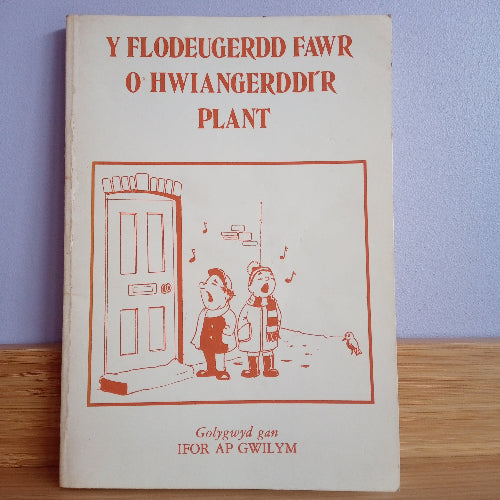 Y FLODEUGERDD FAWR
O' HWIANGERDDI'R
PLANT
Golygwyd gan
IFOR AP GWILYM